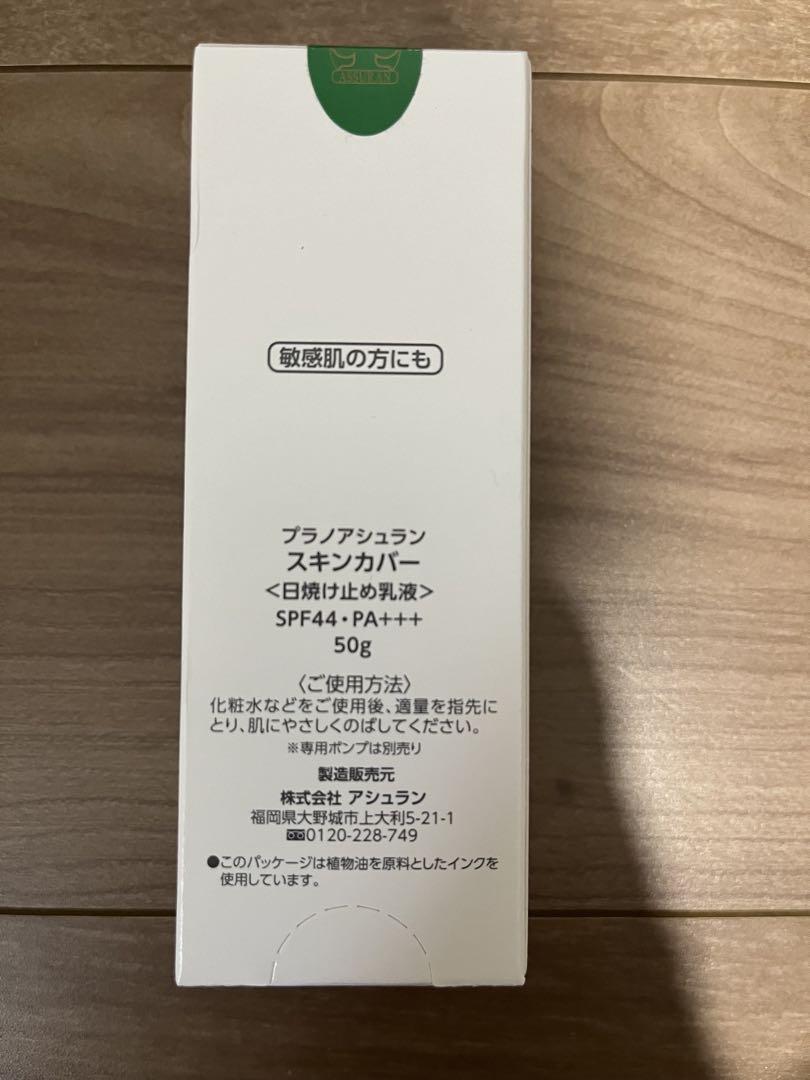 ASSURAN
敏感肌の方にも
プラノアシュラン
スキンカバー
<日焼け止め乳液>
SPF44・PA+++
50g
〈ご使用方法〉
化粧水などをご使用後、適量を指先に
とり、肌にやさしくのばしてください。
※専用ポンプは別売り
製造販売元
株式会社 アシュラン
福岡県大野城市上大利5-21-1
0120-228-749
●このパッケージは植物油を原料としたインクを
使用しています。